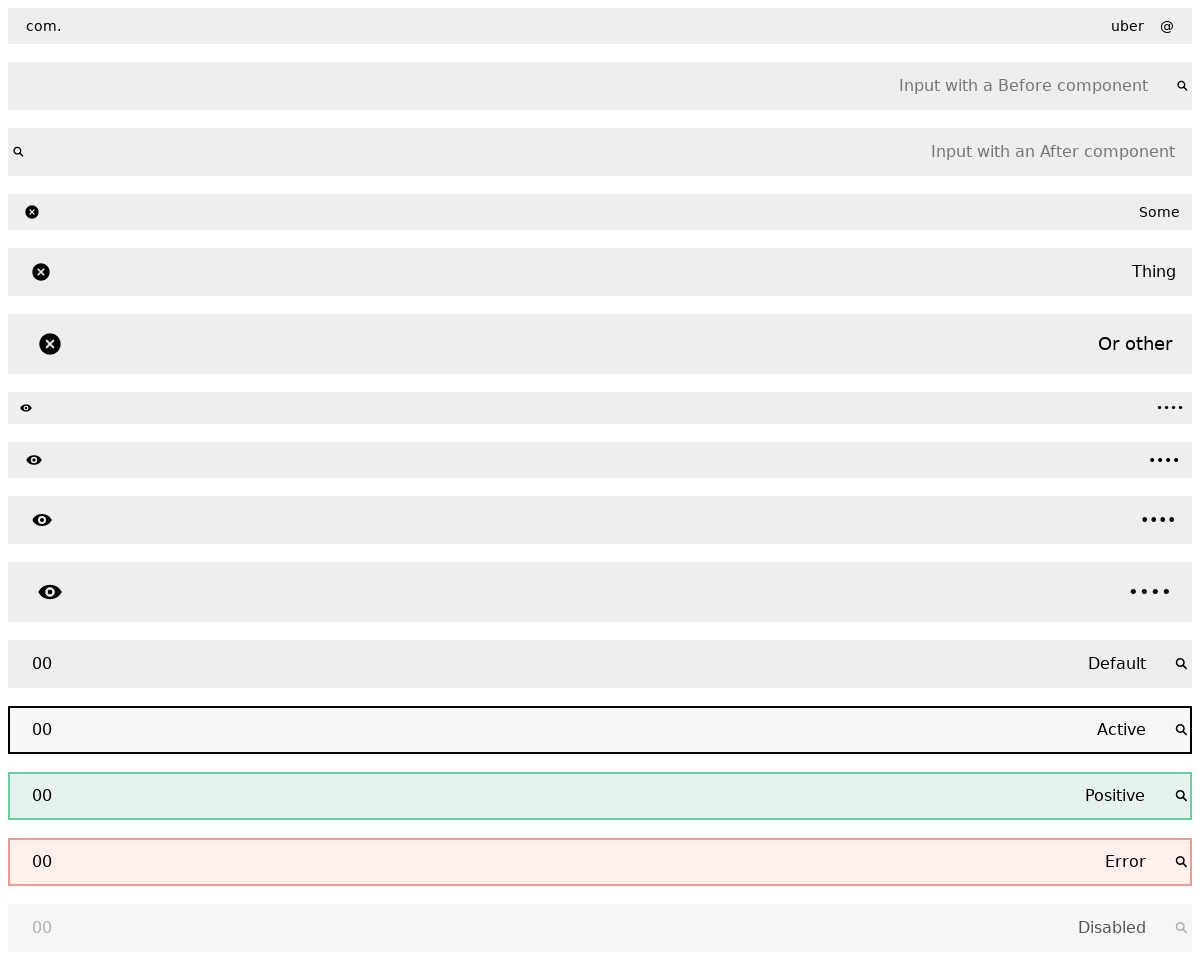 com. uber @
Input with a Before component
Input with an After component
Some
Thing
Or other
••••
••••
••••
••••
00 Default
00 Active
00 Positive
00 Error
00 Disabled